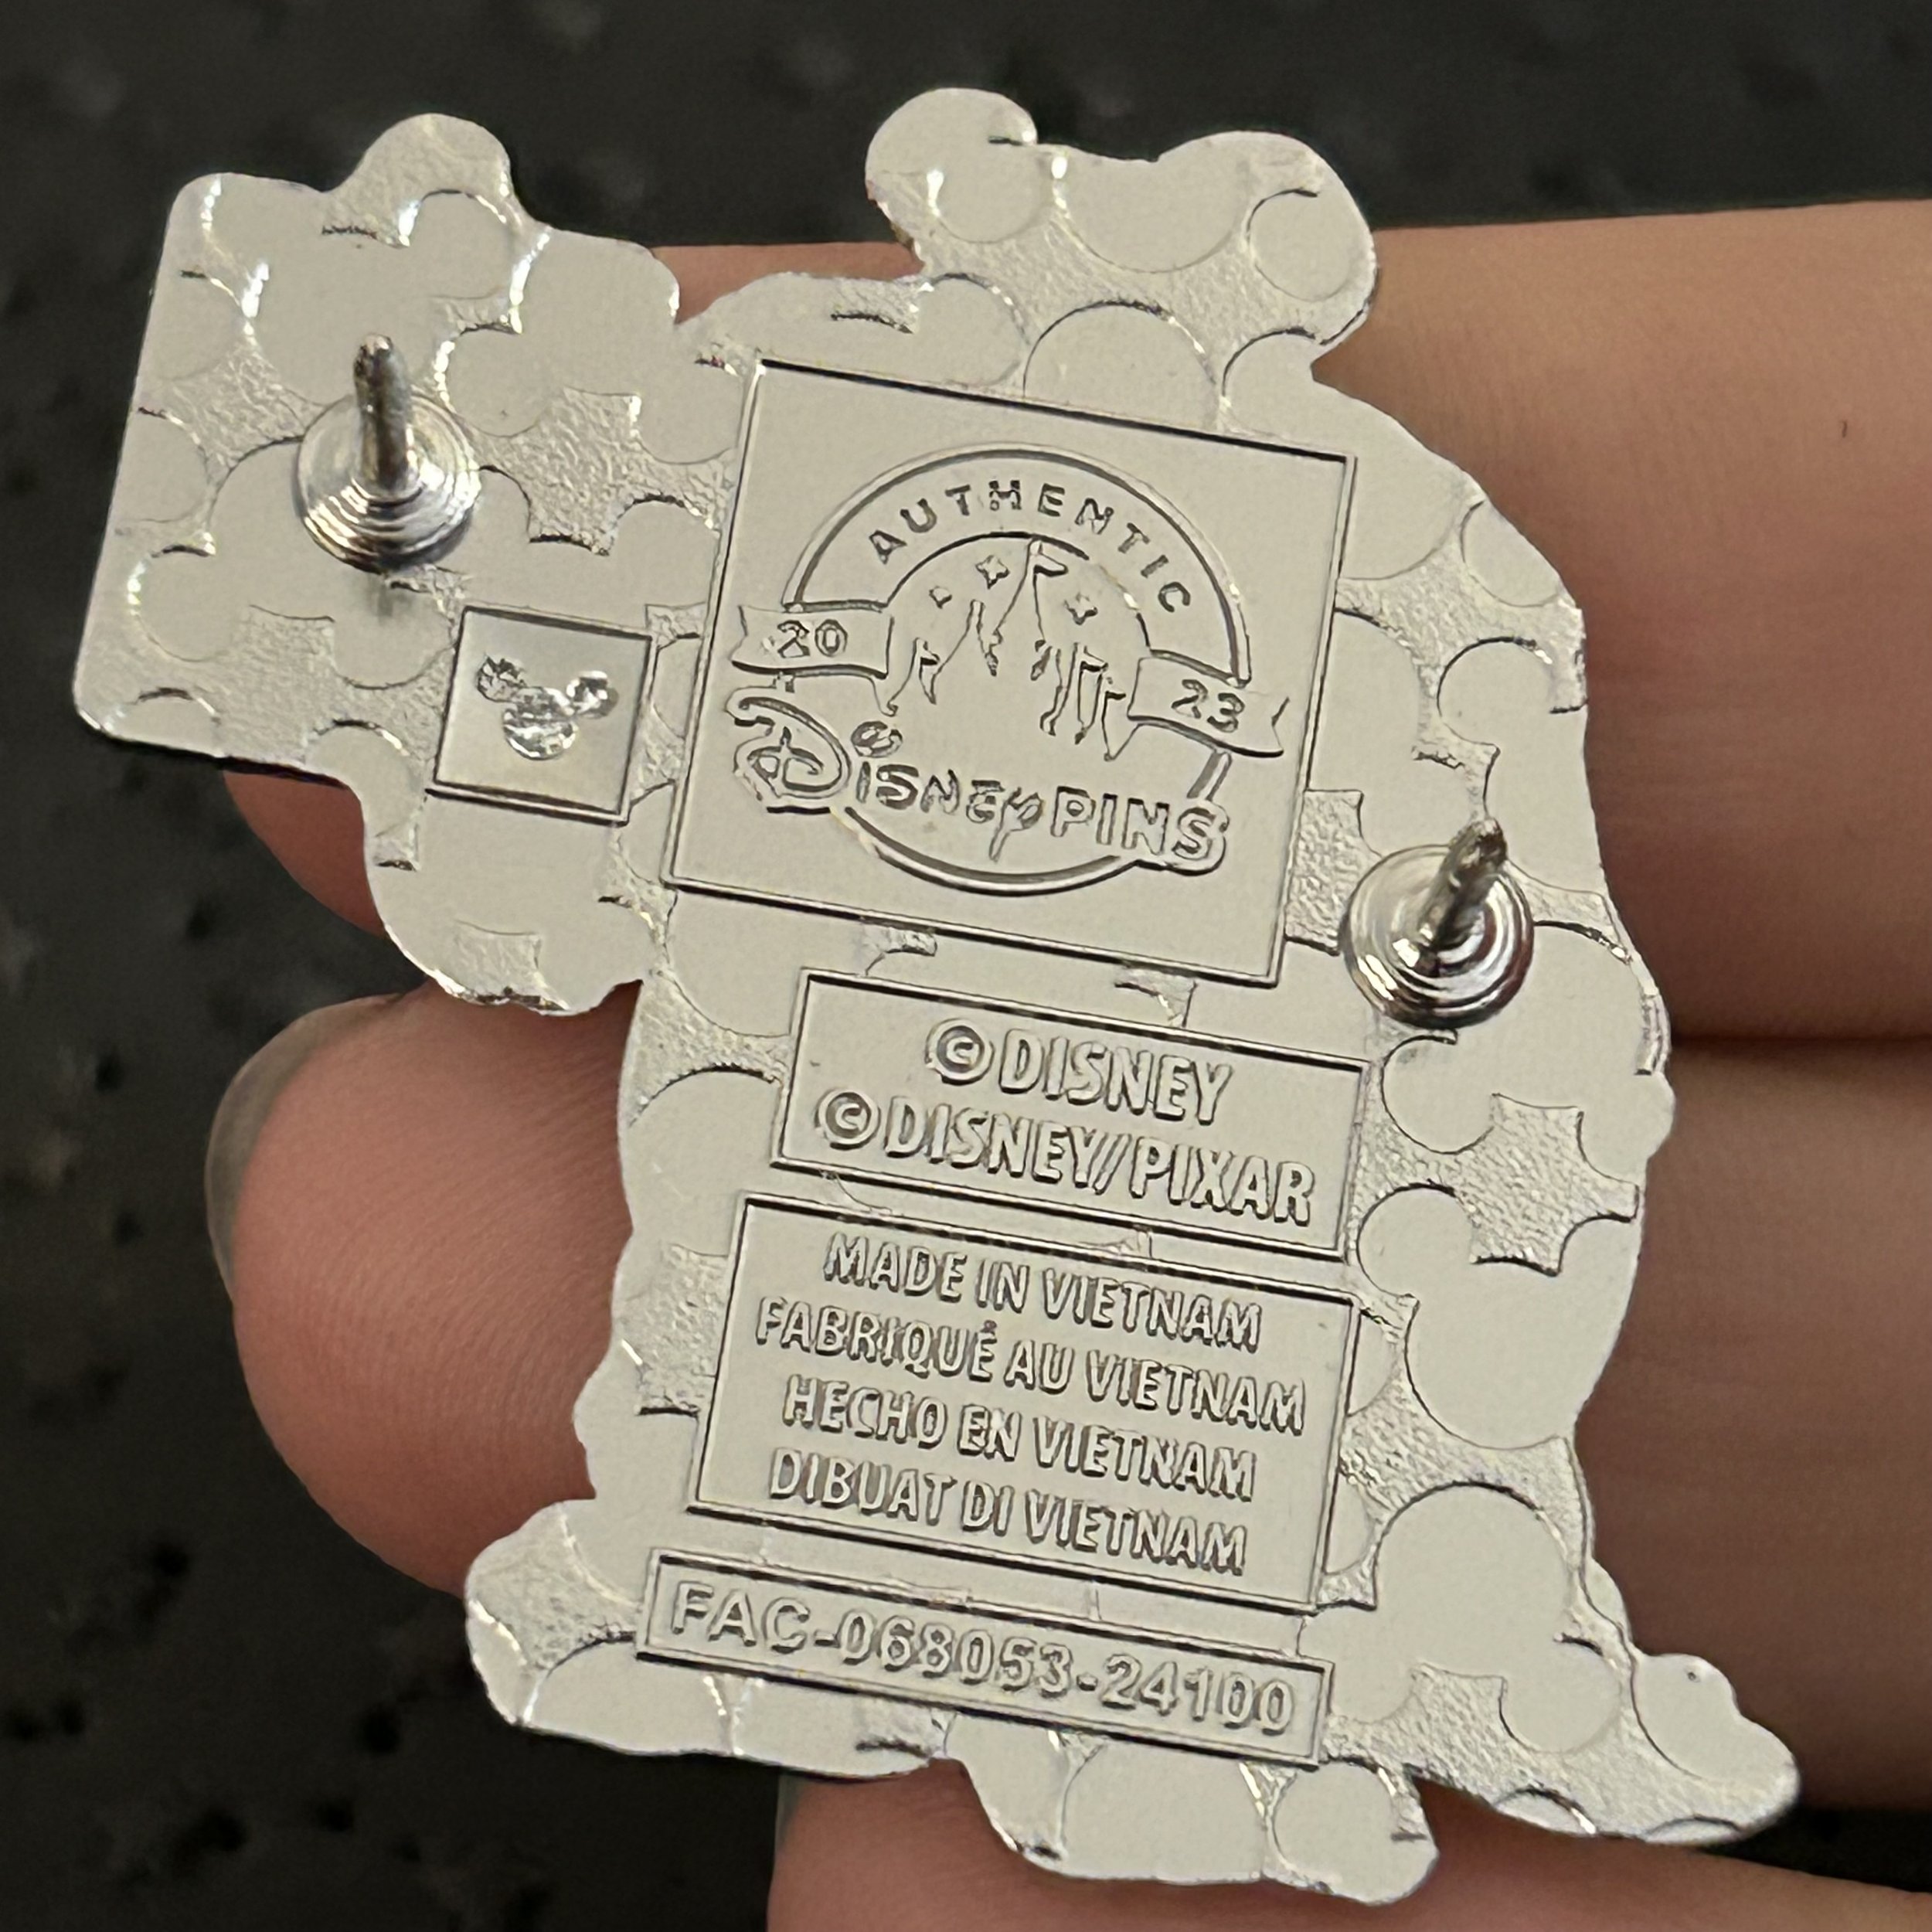 AUTHENTIC
20 23
Disney PINS
©DISNEY
©DISNEY/PIXAR
MADE IN VIETNAM
FABRIQUÉ AU VIETNAM
HECHO EN VIETNAM
DIBUAT DI VIETNAM
FAC-068053-24100